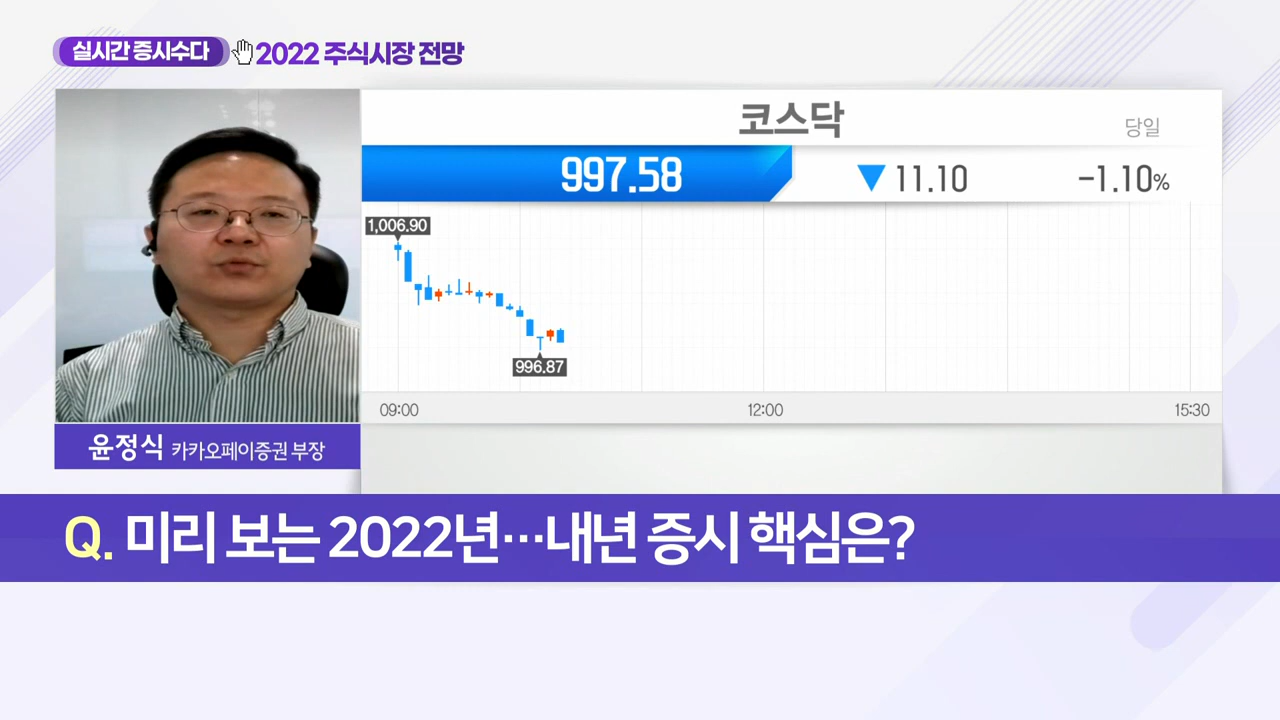 실시간 증시수다 2022 주식시장 전망
코스닥
당일
997.58 ▼11.10 -1.10%
1,006.90
996.87
09:00 12:00 15:30
윤정식 카카오페이증권 부장
Q. 미리 보는 2022년…내년 증시 핵심은?